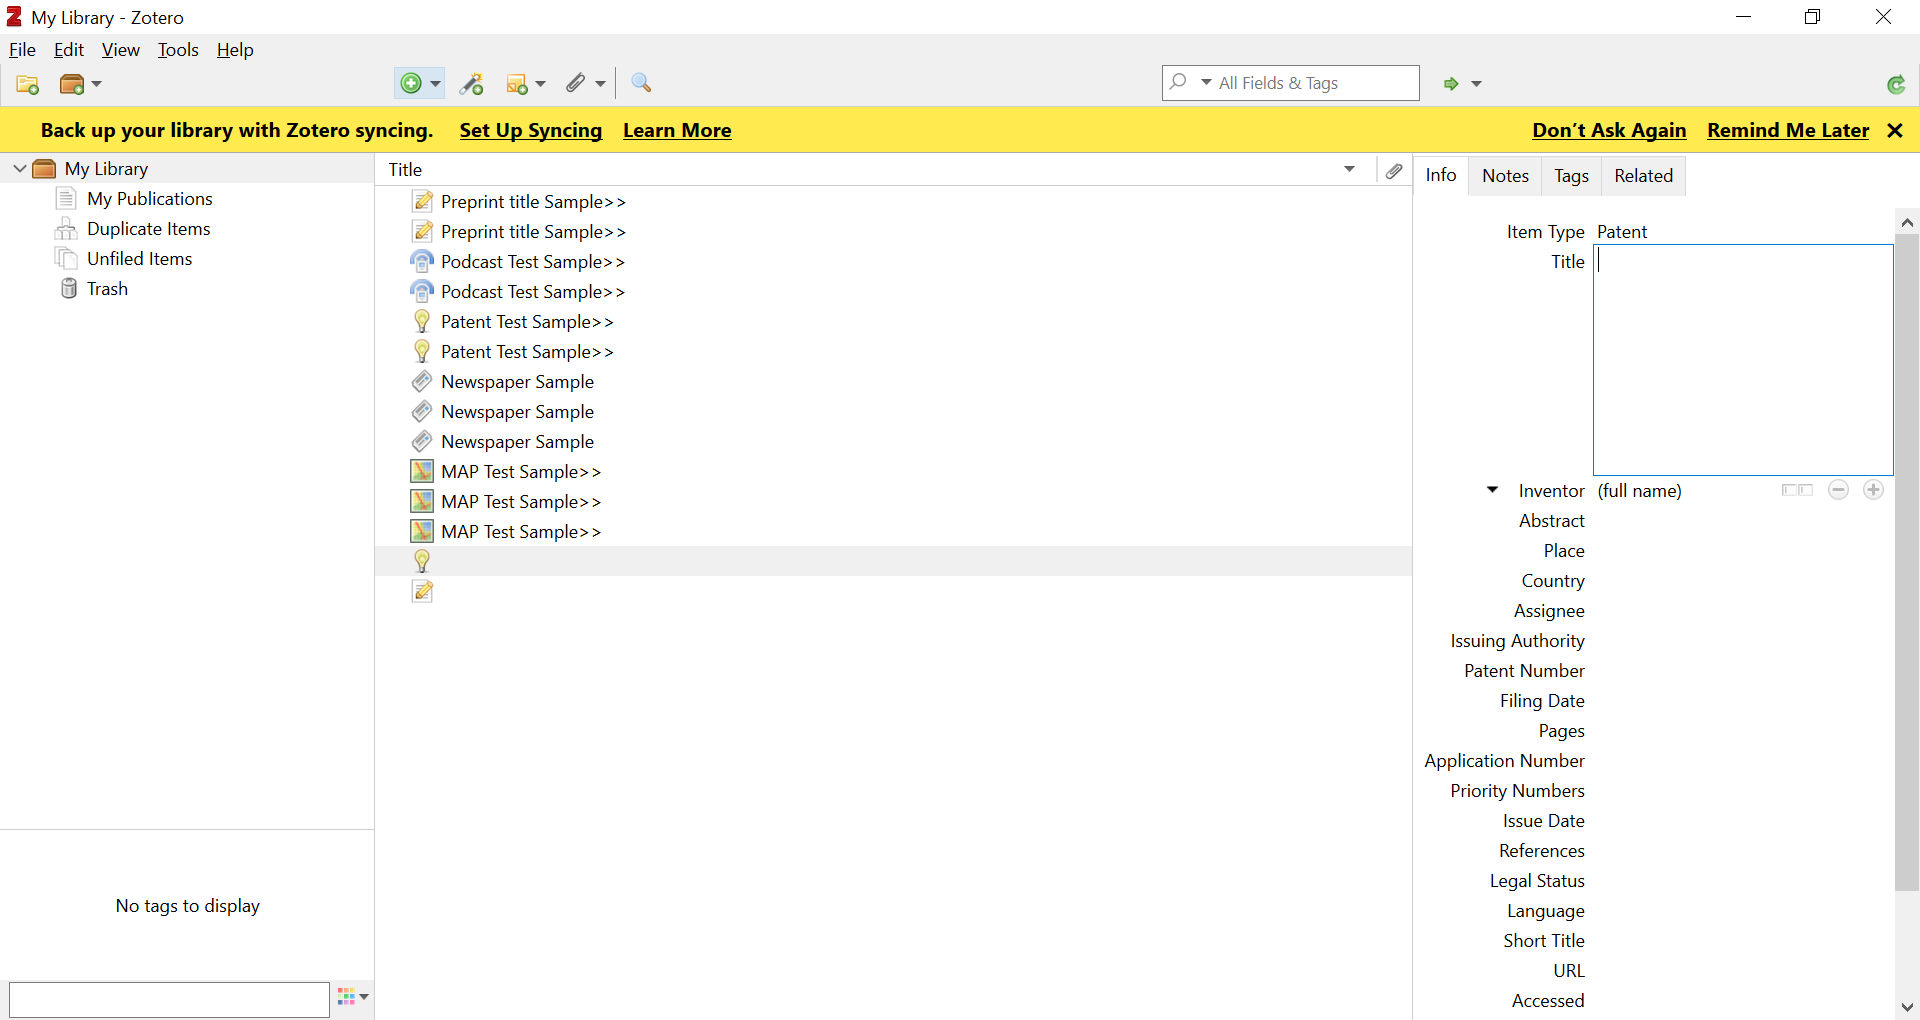 My Library - Zotero
File Edit View Tools Help
All Fields & Tags
Back up your library with Zotero syncing. Set Up Syncing Learn More Don't Ask Again Remind Me Later
My Library
My Publications
Duplicate Items
Unfiled Items
Trash
No tags to display
Title
Preprint title Sample>>
Preprint title Sample>>
Podcast Test Sample>>
Podcast Test Sample>>
Patent Test Sample>>
Patent Test Sample>>
Newspaper Sample
Newspaper Sample
Newspaper Sample
MAP Test Sample>>
MAP Test Sample>>
MAP Test Sample>>
Info Notes Tags Related
Item Type Patent
Title
Inventor (full name)
Abstract
Place
Country
Assignee
Issuing Authority
Patent Number
Filing Date
Pages
Application Number
Priority Numbers
Issue Date
References
Legal Status
Language
Short Title
URL
Accessed